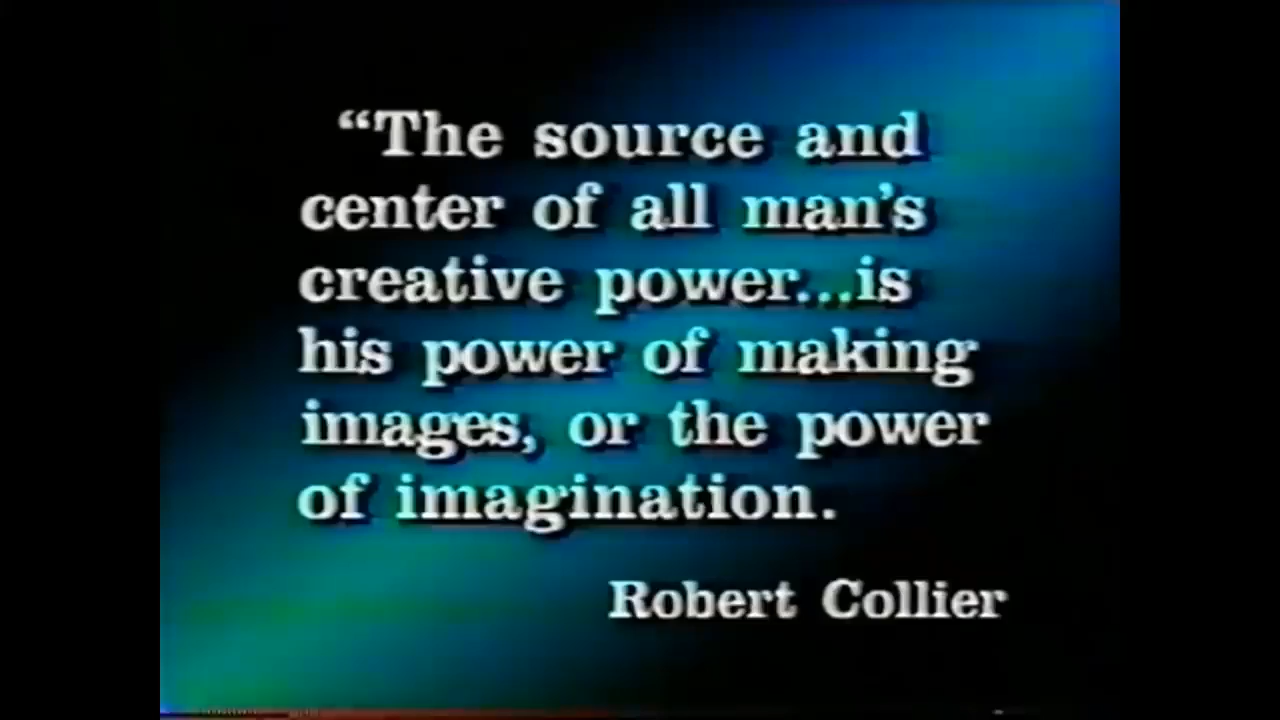 “The source and
center of all man’s
creative power...is
his power of making
images, or the power
of imagination.
Robert Collier